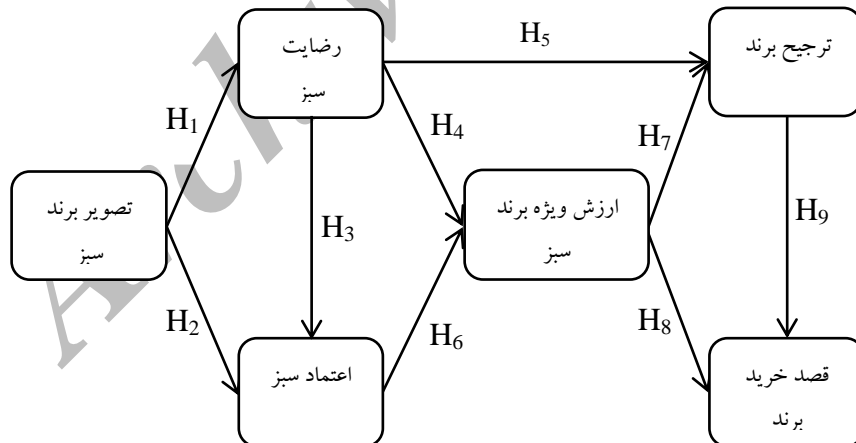 رضایت
سبز
H5
ترجیح برند
H1
H4
H7
تصویر برند
سبز
H3
ارزش ویژه برند
سبز
H9
H2
H6
H8
اعتماد سبز
قصد خرید
برند